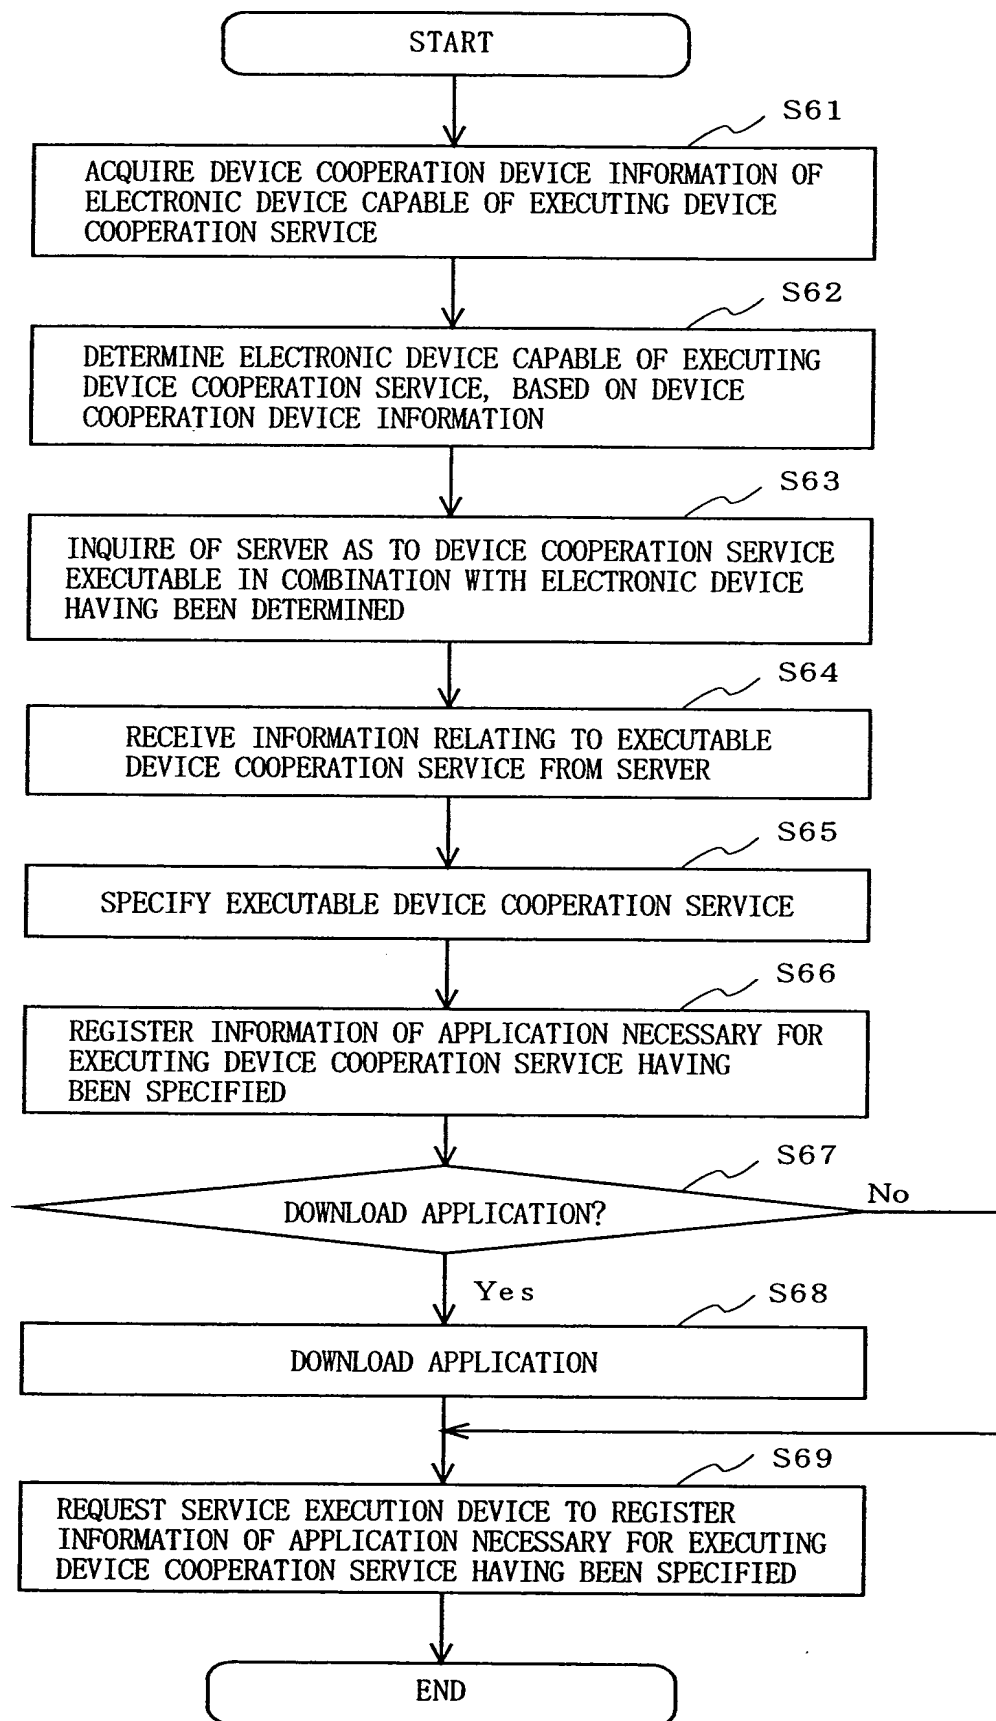 START
S61
ACQUIRE DEVICE COOPERATION DEVICE INFORMATION OF
ELECTRONIC DEVICE CAPABLE OF EXECUTING DEVICE
COOPERATION SERVICE
S62
DETERMINE ELECTRONIC DEVICE CAPABLE OF EXECUTING
DEVICE COOPERATION SERVICE, BASED ON DEVICE
COOPERATION DEVICE INFORMATION
S63
INQUIRE OF SERVER AS TO DEVICE COOPERATION SERVICE
EXECUTABLE IN COMBINATION WITH ELECTRONIC DEVICE
HAVING BEEN DETERMINED
S64
RECEIVE INFORMATION RELATING TO EXECUTABLE
DEVICE COOPERATION SERVICE FROM SERVER
S65
SPECIFY EXECUTABLE DEVICE COOPERATION SERVICE
S66
REGISTER INFORMATION OF APPLICATION NECESSARY FOR
EXECUTING DEVICE COOPERATION SERVICE HAVING
BEEN SPECIFIED
S67
DOWNLOAD APPLICATION?
No
Yes
S68
DOWNLOAD APPLICATION
S69
REQUEST SERVICE EXECUTION DEVICE TO REGISTER
INFORMATION OF APPLICATION NECESSARY FOR EXECUTING
DEVICE COOPERATION SERVICE HAVING BEEN SPECIFIED
END